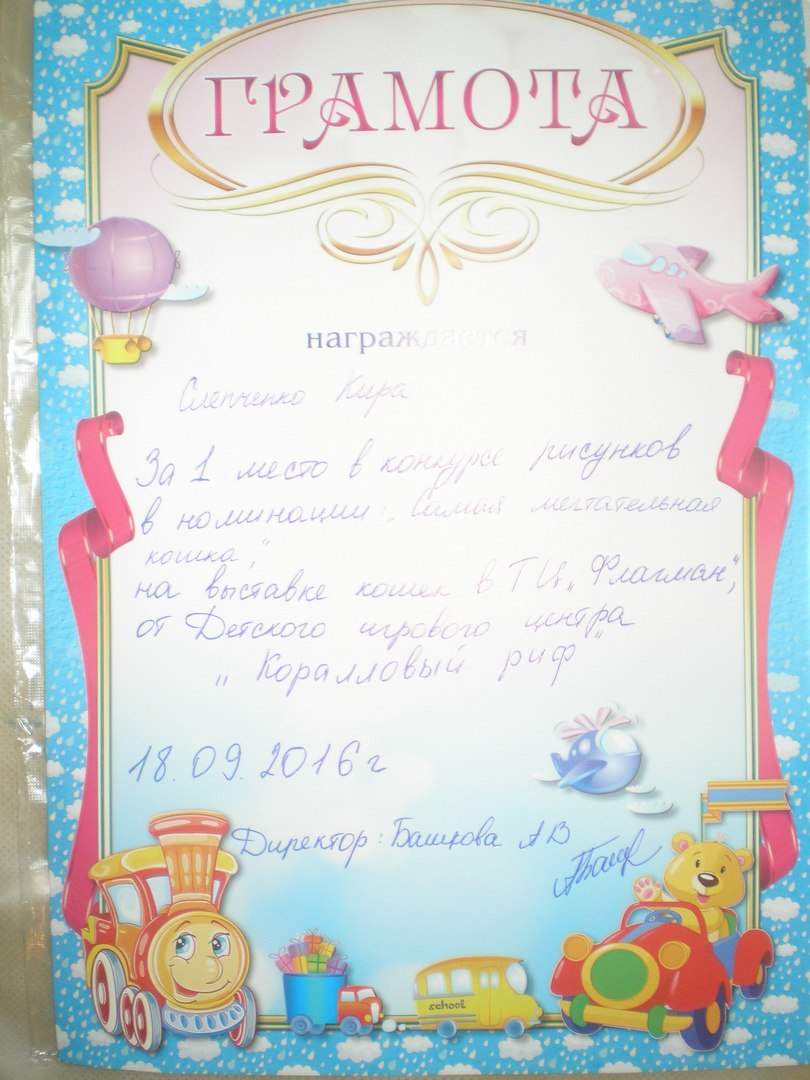 ГРАМОТА
награждается
Слепченко Кира
За 1 место в конкурсе рисунков
в номинации: „Самая мечтательная
кошка,“
на выставке кошек в ТЦ „Флагман“,
от Детского игрового центра
„Коралловый риф“
18.09.2016г
Директор: Башкова АВ
school